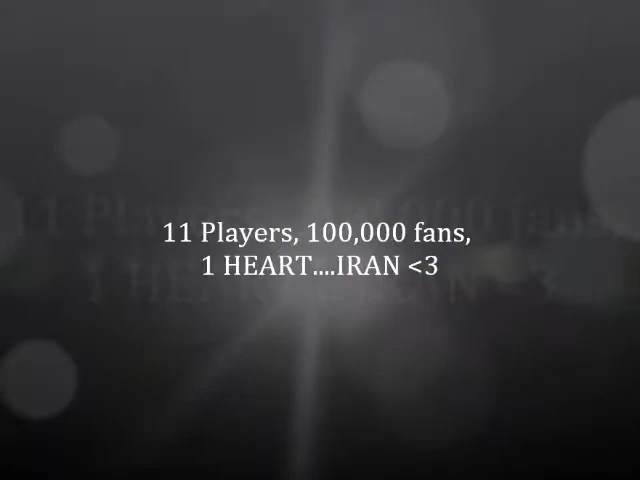 11 Players, 100,000 fans,
1 HEART....IRAN <3